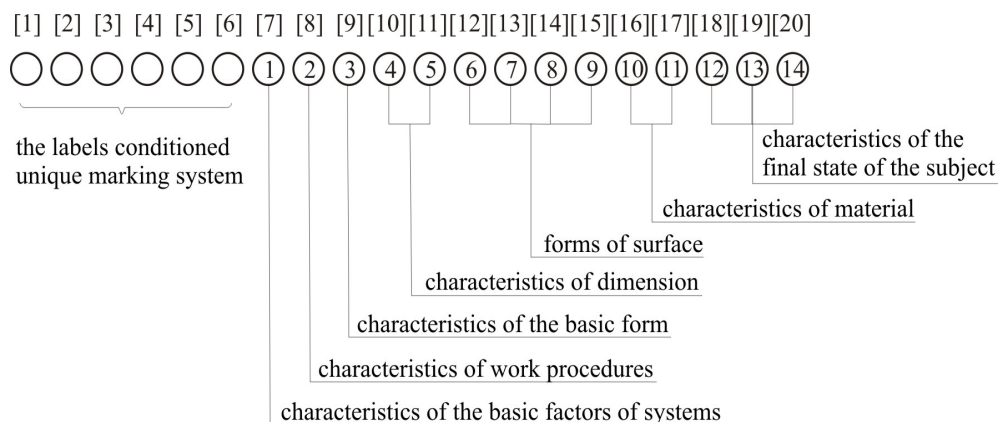 [1] [2] [3] [4] [5] [6] [7] [8] [9] [10] [11] [12] [13] [14] [15] [16] [17] [18] [19] [20]
1 2 3 4 5 6 7 8 9 10 11 12 13 14
the labels conditioned
unique marking system
characteristics of the
final state of the subject
characteristics of material
forms of surface
characteristics of dimension
characteristics of the basic form
characteristics of work procedures
characteristics of the basic factors of systems